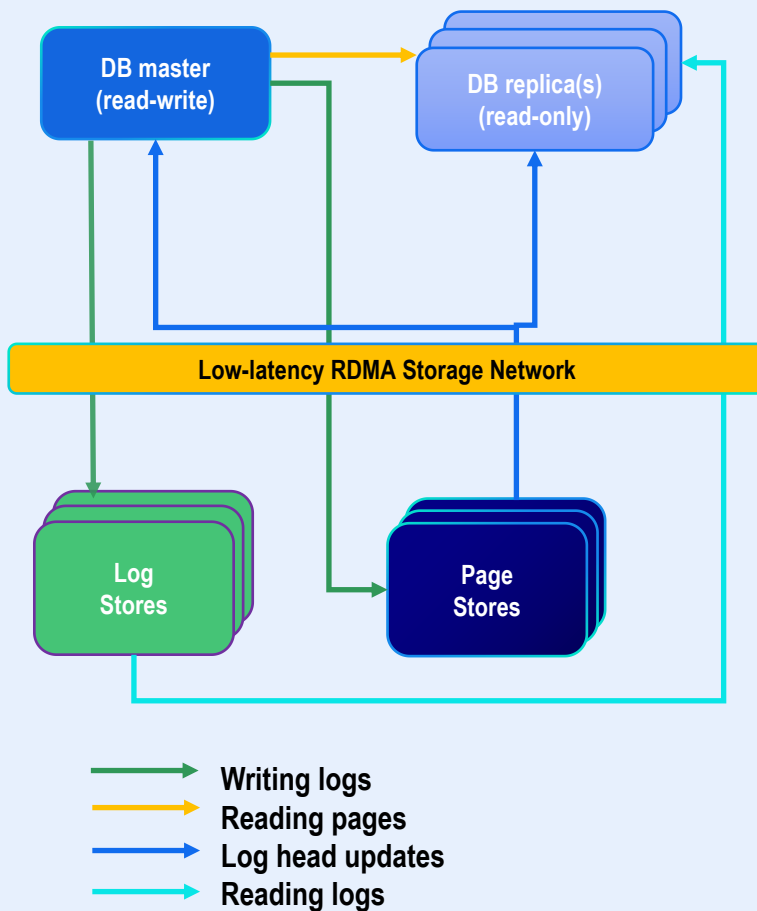 DB master
(read-write)
DB replica(s)
(read-only)
Low-latency RDMA Storage Network
Log
Stores
Page
Stores
Writing logs
Reading pages
Log head updates
Reading logs